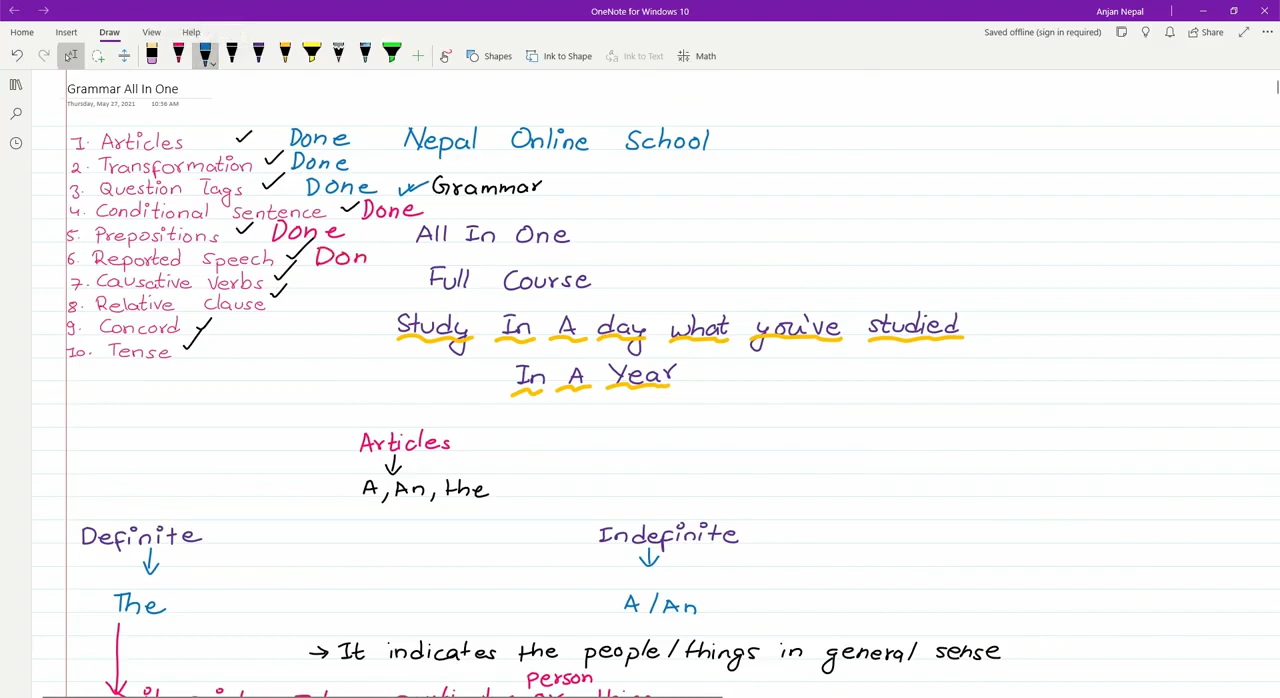 OneNote for Windows 10
Anjan Nepal
Home Insert Draw View Help
Saved offline (sign in required) Share
Shapes Ink to Shape Ink to Text Math
Grammar All In One
Thursday, May 27, 2021 10:56 AM
1. Articles ✓ Done Nepal Online School
2. Transformation ✓ Done
3. Question Tags ✓ Done ✓ Grammar
4. Conditional sentence ✓ Done
5. Prepositions ✓ Done All In One
6. Reported speech ✓ Don
7. Causative verbs ✓ Full Course
8. Relative clause ✓
9. Concord ✓ Study In A day what you've studied
10. Tense ✓
In A Year
Articles
A, An, the
Definite Indefinite
The A/An
→ It indicates the people/things in general sense
person